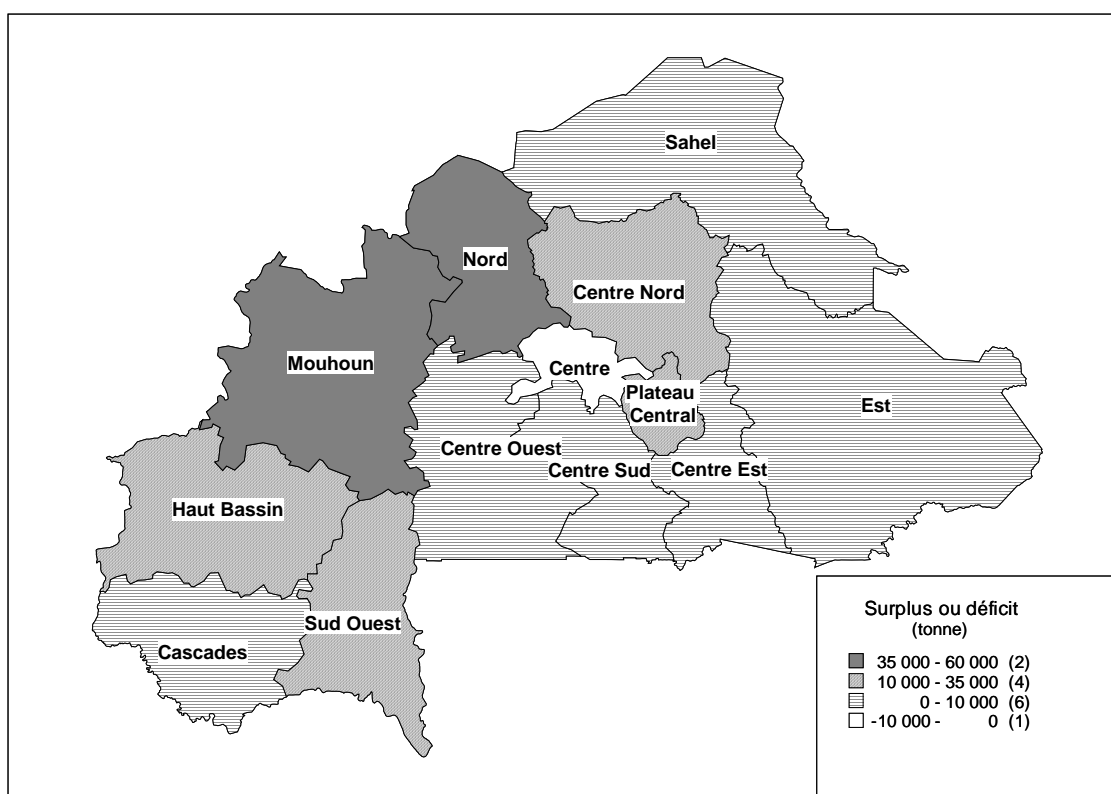 Sahel
Nord
Centre Nord
Mouhoun
Centre
Plateau
Central
Est
Centre Ouest
Centre Sud
Centre Est
Haut Bassin
Sud Ouest
Cascades
Surplus ou déficit
(tonne)
35 000 - 60 000 (2)
10 000 - 35 000 (4)
0 - 10 000 (6)
-10 000 - 0 (1)